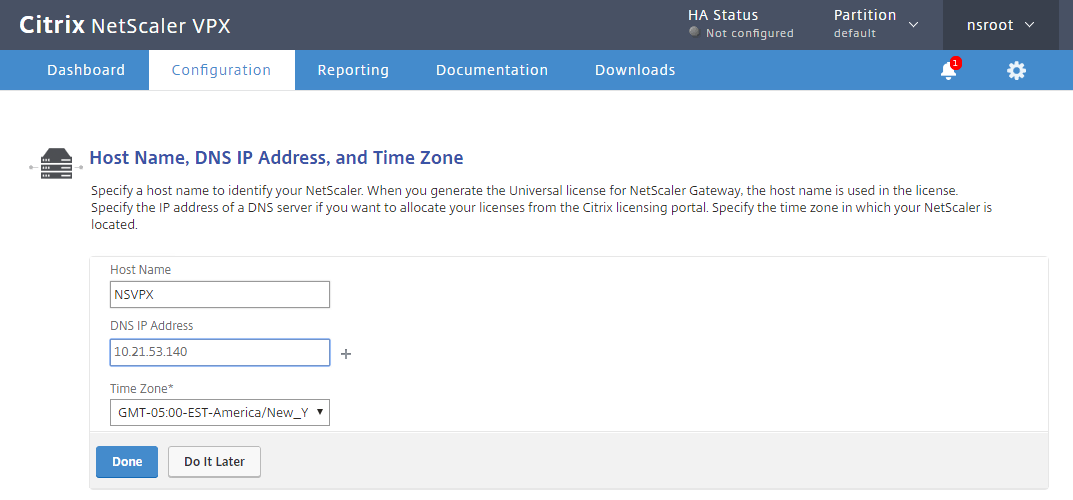 Citrix NetScaler VPX
HA Status
Not configured
Partition
default
nsroot
Dashboard Configuration Reporting Documentation Downloads
1
Host Name, DNS IP Address, and Time Zone
Specify a host name to identify your NetScaler. When you generate the Universal license for NetScaler Gateway, the host name is used in the license.
Specify the IP address of a DNS server if you want to allocate your licenses from the Citrix licensing portal. Specify the time zone in which your NetScaler is
located.
Host Name
NSVPX
DNS IP Address
10.21.53.140
+
Time Zone*
GMT-05:00-EST-America/New_Y
Done Do It Later